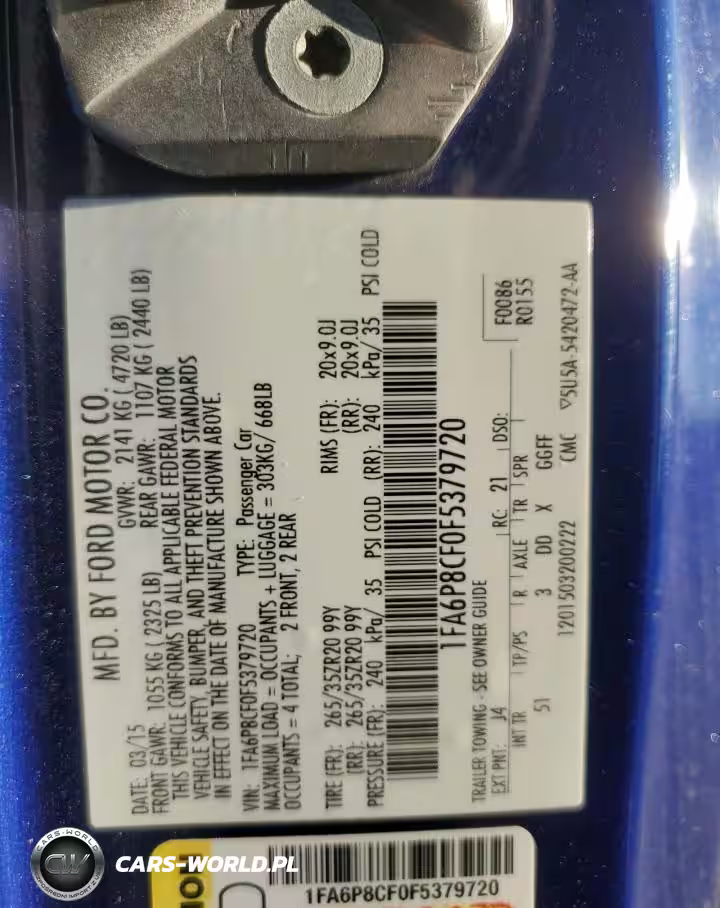 MFD. BY FORD MOTOR CO.
DATE: 03/15 GVWR: 2141 KG ( 4720 LB)
FRONT GAWR: 1055 KG ( 2325 LB) REAR GAWR: 1107 KG ( 2440 LB)
THIS VEHICLE CONFORMS TO ALL APPLICABLE FEDERAL MOTOR
VEHICLE SAFETY, BUMPER, AND THEFT PREVENTION STANDARDS
IN EFFECT ON THE DATE OF MANUFACTURE SHOWN ABOVE.
VIN: 1FA6P8CF0F5379720 TYPE: Passenger Car
MAXIMUM LOAD = OCCUPANTS + LUGGAGE = 303KG/ 668LB
OCCUPANTS = 4 TOTAL; 2 FRONT, 2 REAR
TIRE (FR): 265/35ZR20 99Y RIMS (FR): 20x9.0J
(RR): 265/35ZR20 99Y (RR): 20x9.0J
PRESSURE (FR): 240 kPa/ 35 PSI COLD (RR): 240 kPa/ 35 PSI COLD
1FA6P8CF0F5379720
TRAILER TOWING - SEE OWNER GUIDE F0086
EXT PNT: J4 RC: 21 DSO: R0155
INT TR TP/PS R AXLE TR SPR
51 3 DD X GGFF
1201503200222 CMC ▽5U5A-5420472-AA
1FA6P8CF0F5379720
CARS-WORLD
CW
CARS-WORLD.PL